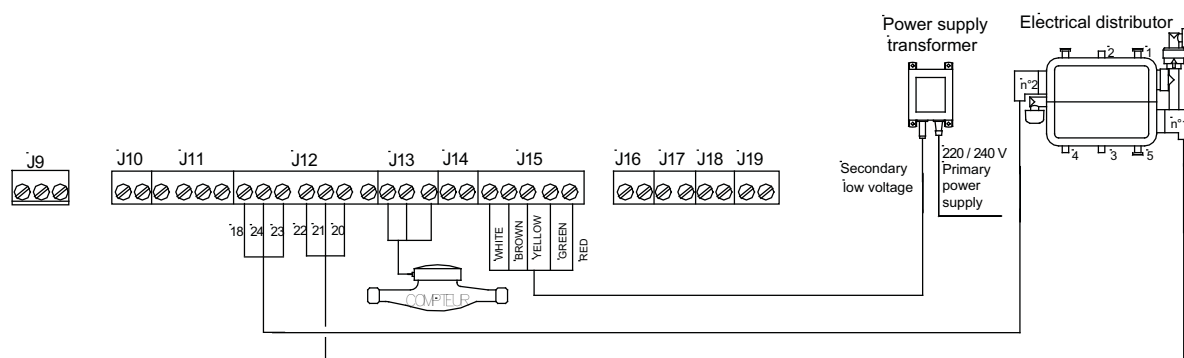 Power supply
transformer
Electrical distributor
2
1
n°2
n°1
4
3
5
J9
J10
J11
J12
J13
J14
J15
J16
J17
J18
J19
Secondary
low voltage
220 / 240 V
Primary
power
supply
18
24
23
22
21
20
WHITE
BROWN
YELLOW
GREEN
RED
COMPTEUR